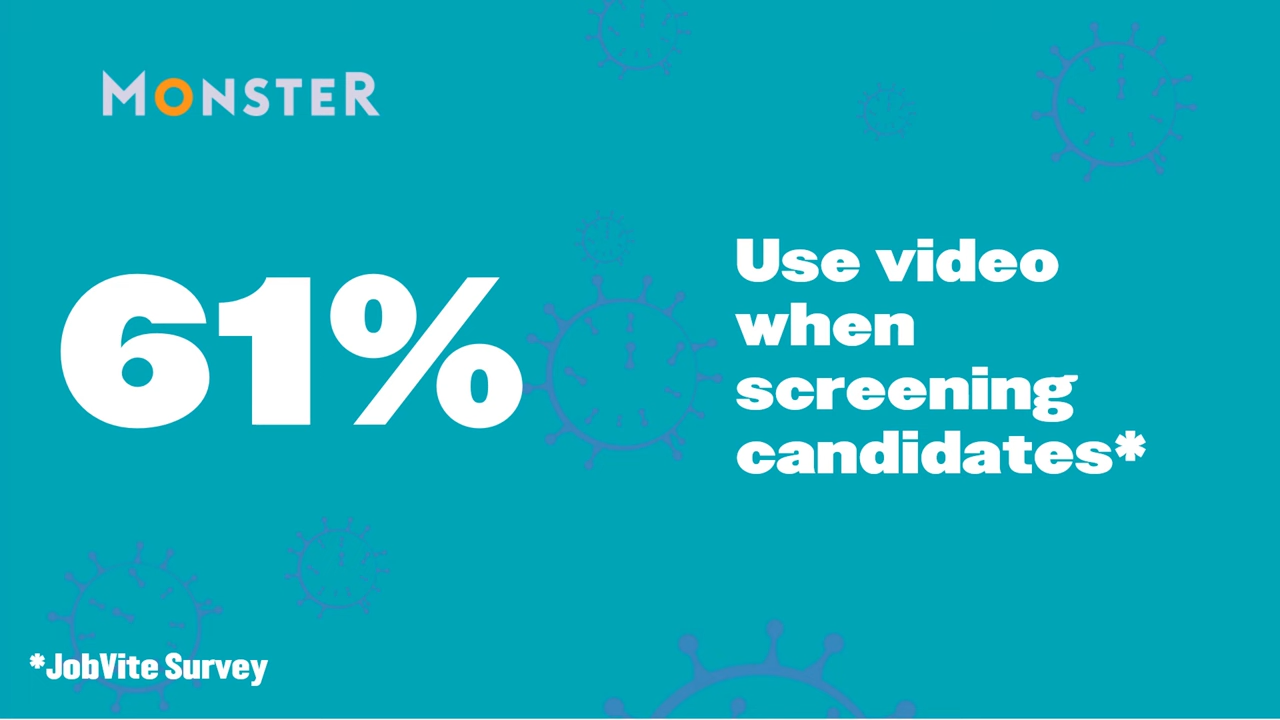 MONSTER
61%
Use video
when
screening
candidates*
*JobVite Survey